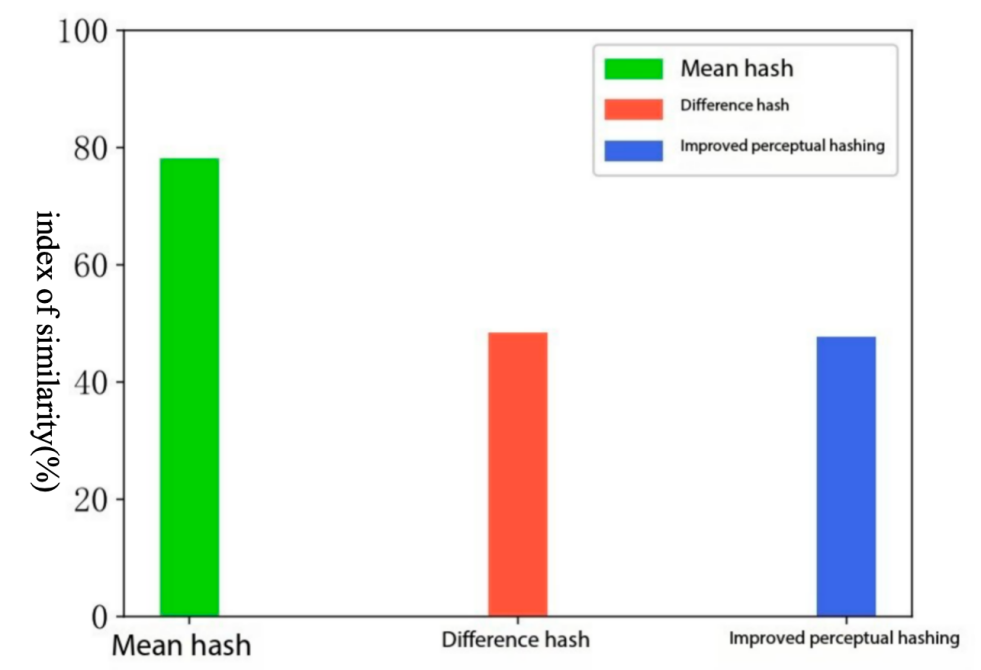 100
80
60
40
20
0
index of similarity(%)
Mean hash
Difference hash
Improved perceptual hashing
Mean hash
Difference hash
Improved perceptual hashing